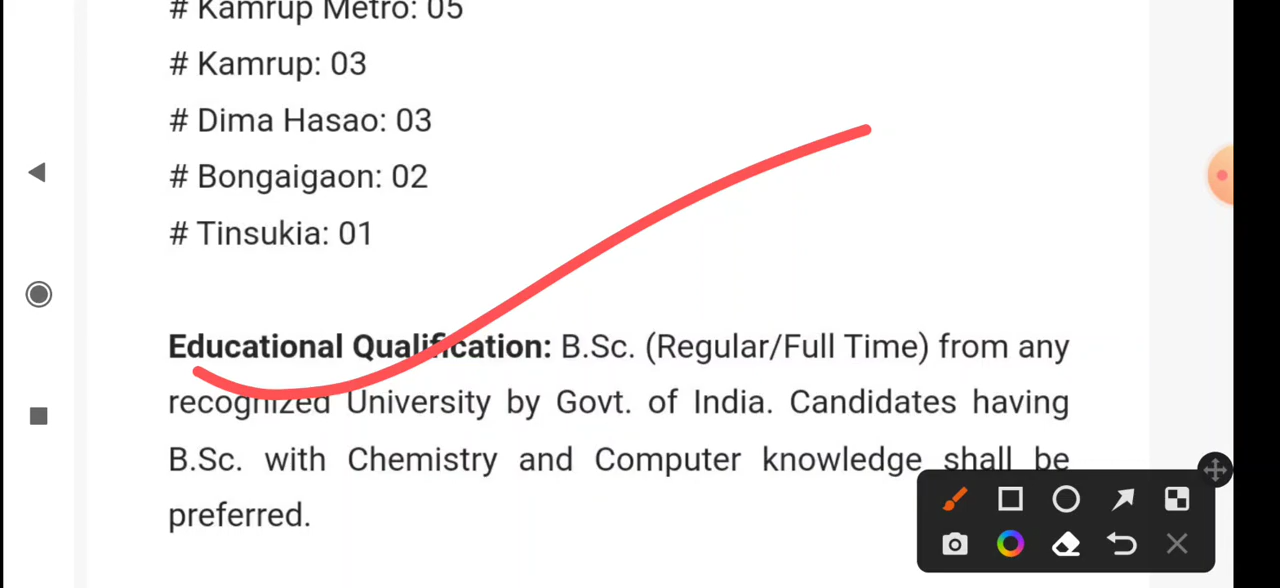 # Kamrup Metro: 05
# Kamrup: 03
# Dima Hasao: 03
# Bongaigaon: 02
# Tinsukia: 01
Educational Qualification: B.Sc. (Regular/Full Time) from any
recognized University by Govt. of India. Candidates having
B.Sc. with Chemistry and Computer knowledge shall be
preferred.